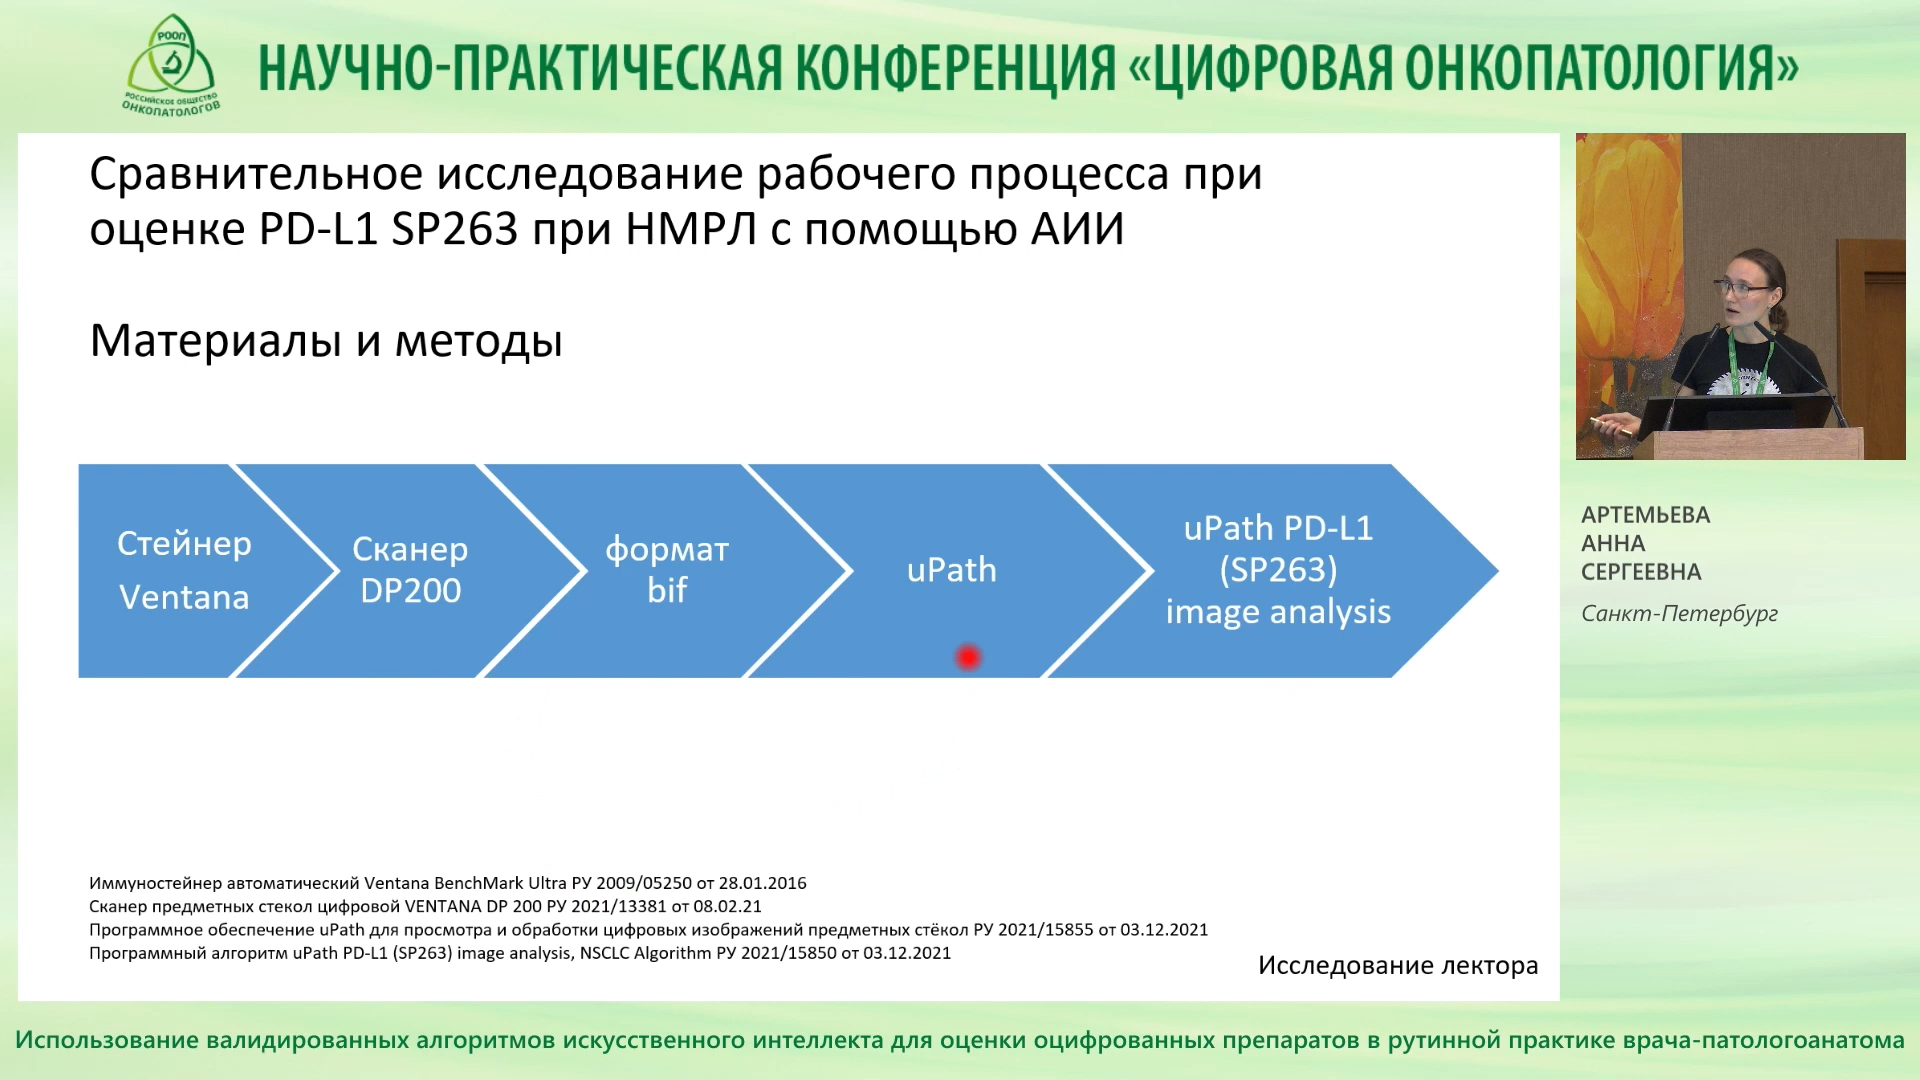 РООП
РОССИЙСКОЕ ОБЩЕСТВО
ОНКОПАТОЛОГОВ
НАУЧНО-ПРАКТИЧЕСКАЯ КОНФЕРЕНЦИЯ «ЦИФРОВАЯ ОНКОПАТОЛОГИЯ»
Сравнительное исследование рабочего процесса при
оценке PD-L1 SP263 при НМРЛ с помощью АИИ
Материалы и методы
Стейнер
Ventana
Сканер
DP200
формат
bif
uPath
uPath PD-L1
(SP263)
image analysis
Иммуностейнер автоматический Ventana BenchMark Ultra РУ 2009/05250 от 28.01.2016
Сканер предметных стекол цифровой VENTANA DP 200 РУ 2021/13381 от 08.02.21
Программное обеспечение uPath для просмотра и обработки цифровых изображений предметных стёкол РУ 2021/15855 от 03.12.2021
Программный алгоритм uPath PD-L1 (SP263) image analysis, NSCLC Algorithm РУ 2021/15850 от 03.12.2021
Исследование лектора
АРТЕМЬЕВА
АННА
СЕРГЕЕВНА
Санкт-Петербург
Использование валидированных алгоритмов искусственного интеллекта для оценки оцифрованных препаратов в рутинной практике врача-патологоанатома